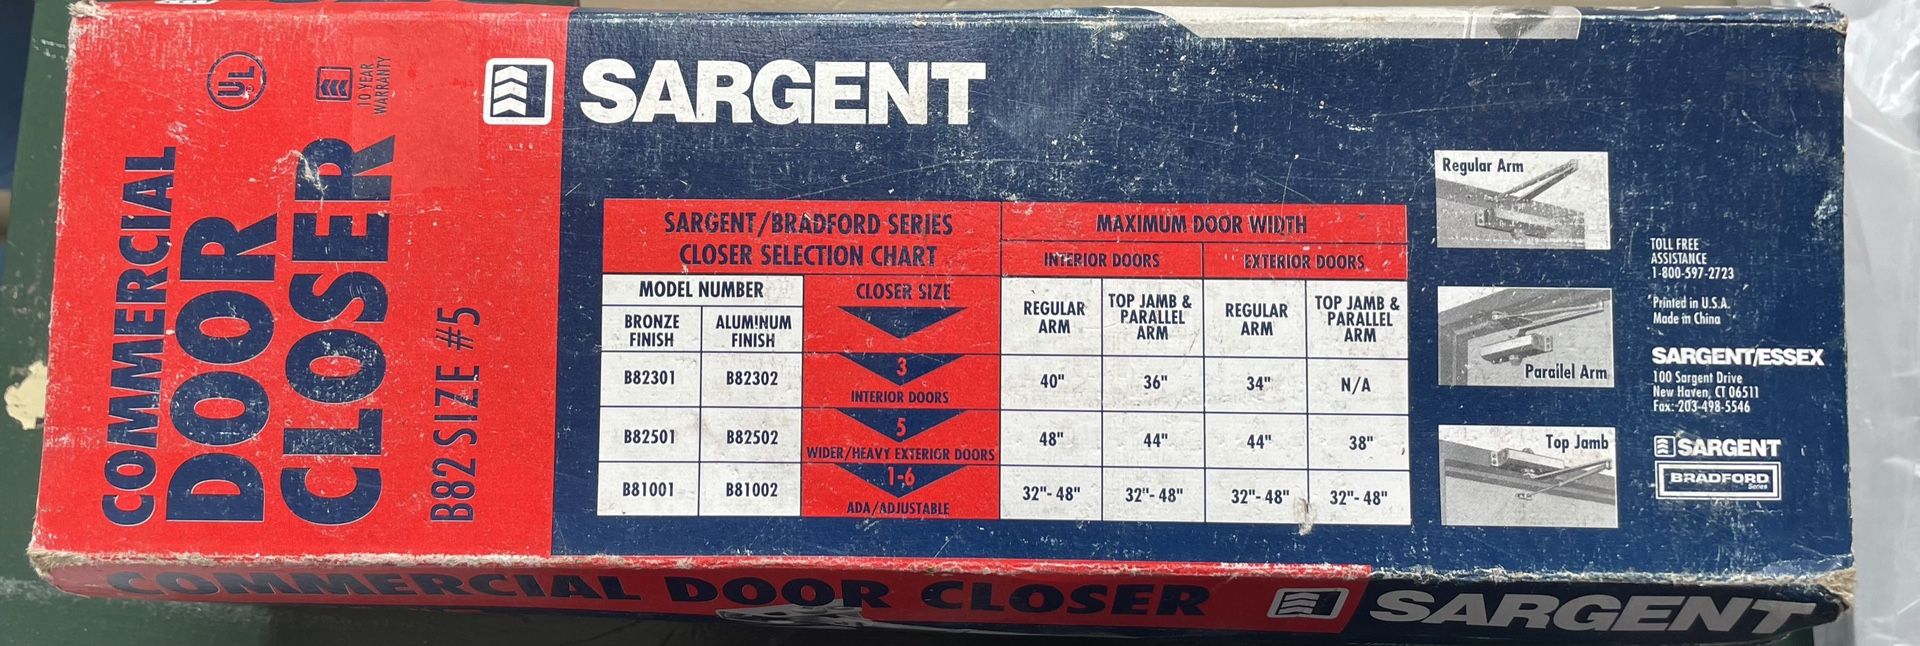 COMMERCIAL
DOOR
CLOSER
UL
10 YEAR
WARRANTY
B82 SIZE #5
SARGENT
SARGENT/BRADFORD SERIES
CLOSER SELECTION CHART
MAXIMUM DOOR WIDTH
INTERIOR DOORS EXTERIOR DOORS
MODEL NUMBER CLOSER SIZE
BRONZE FINISH ALUMINUM FINISH REGULAR ARM TOP JAMB & PARALLEL ARM REGULAR ARM TOP JAMB & PARALLEL ARM
B82301 B82302 3 INTERIOR DOORS 40" 36" 34" N/A
B82501 B82502 5 WIDER/HEAVY EXTERIOR DOORS 48" 44" 44" 38"
B81001 B81002 1-6 ADA/ADJUSTABLE 32"- 48" 32"- 48" 32"- 48" 32"- 48"
Regular Arm
Parallel Arm
Top Jamb
TOLL FREE
ASSISTANCE
1-800-597-2723
Printed in U.S.A.
Made in China
SARGENT/ESSEX
100 Sargent Drive
New Haven, CT 06511
Fax: 203-498-5546
SARGENT
BRADFORD
Series
COMMERCIAL DOOR CLOSER SARGENT